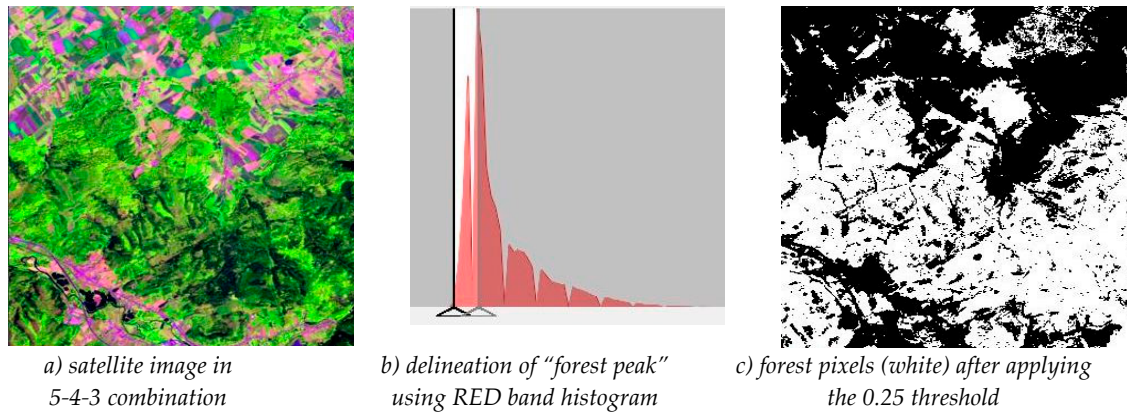 a) satellite image in
5-4-3 combination
b) delineation of “forest peak”
using RED band histogram
c) forest pixels (white) after applying
the 0.25 threshold